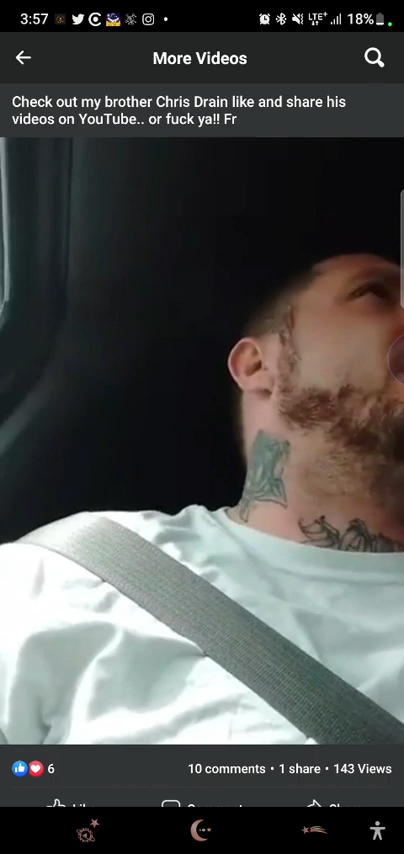 3:57 LTE+ 18%
More Videos
Check out my brother Chris Drain like and share his
videos on YouTube.. or fuck ya!! Fr
6 10 comments • 1 share • 143 Views